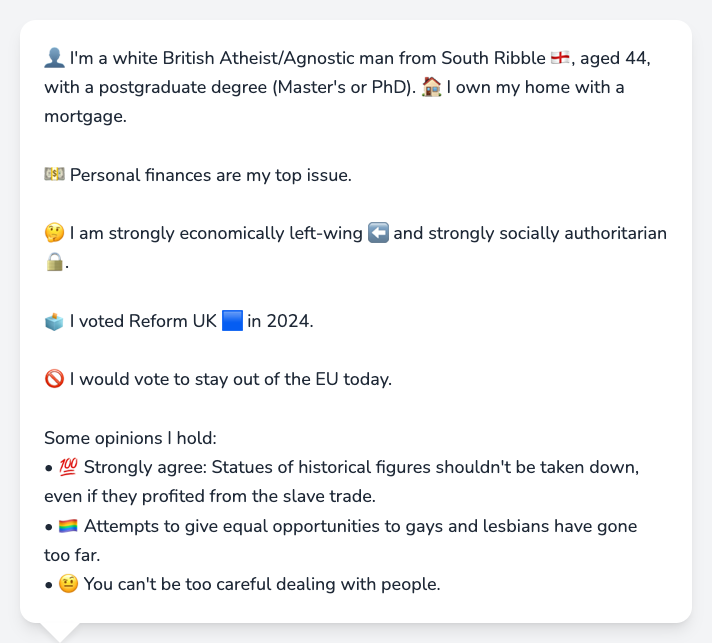 👤 I'm a white British Atheist/Agnostic man from South Ribble 🏴󠁧󠁢󠁥󠁮󠁧󠁿, aged 44,
with a postgraduate degree (Master's or PhD). 🏠 I own my home with a
mortgage.
💵 Personal finances are my top issue.
🤔 I am strongly economically left-wing ⬅️ and strongly socially authoritarian
🔒.
🗳️ I voted Reform UK 🟦 in 2024.
🚫 I would vote to stay out of the EU today.
Some opinions I hold:
• 💯 Strongly agree: Statues of historical figures shouldn't be taken down,
even if they profited from the slave trade.
• 🏳️‍🌈 Attempts to give equal opportunities to gays and lesbians have gone
too far.
• 🤨 You can't be too careful dealing with people.